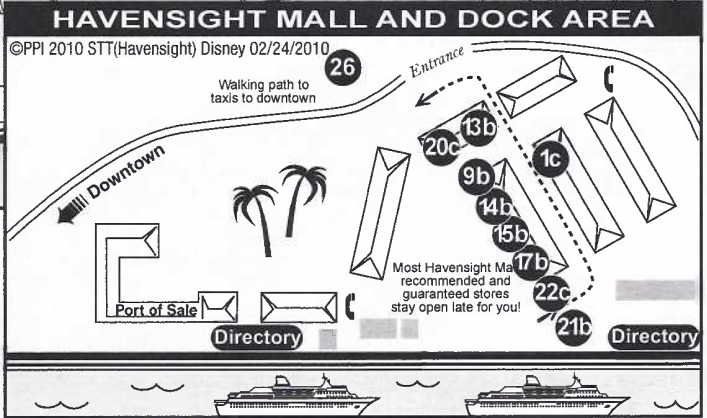 HAVENSIGHT MALL AND DOCK AREA
©PPI 2010 STT(Havensight) Disney 02/24/2010
26
Entrance
Walking path to
taxis to downtown
13b
20c
1c
9b
Downtown
14b
15b
17b
Most Havensight Ma
recommended and
guaranteed stores
stay open late for you!
22c
21b
Port of Sale
Directory
Directory